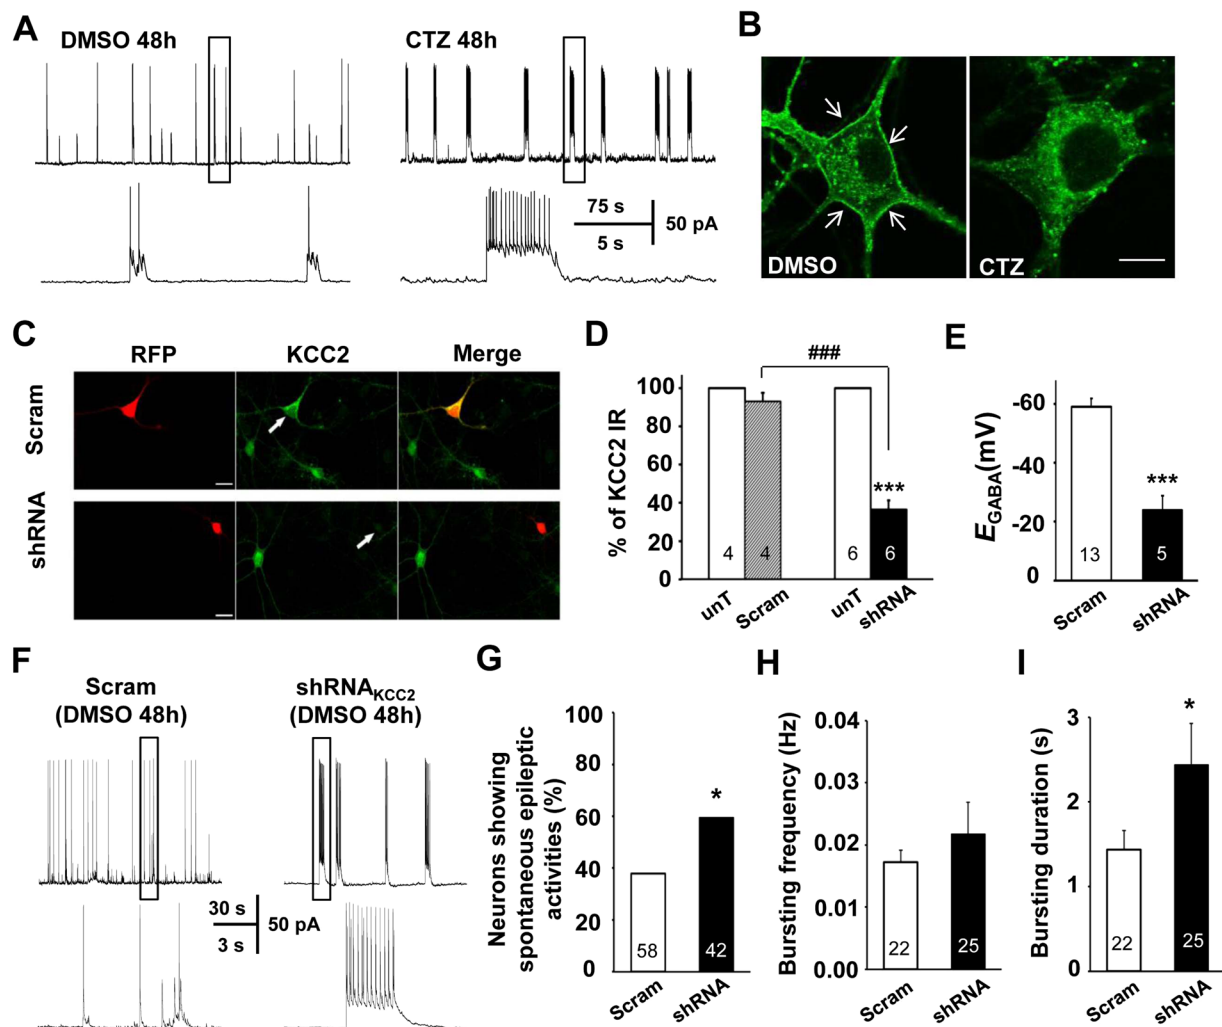 A
DMSO 48h
CTZ 48h
75 s
5 s
50 pA
B
DMSO
CTZ
C
RFP
KCC2
Merge
Scram
shRNA
D
###
% of KCC2 IR
100
80
60
40
20
0
***
4
4
6
6
unT
Scram
unT
shRNA
E
EGABA(mV)
-60
-40
-20
0
***
13
5
Scram
shRNA
F
Scram
(DMSO 48h)
shRNAKCC2
(DMSO 48h)
30 s
3 s
50 pA
G
Neurons showing
spontaneous epileptic
activities (%)
100
80
60
40
20
0
*
58
42
Scram
shRNA
H
Bursting frequency (Hz)
0.04
0.03
0.02
0.01
0.00
22
25
Scram
shRNA
I
Bursting duration (s)
3
2
1
0
*
22
25
Scram
shRNA